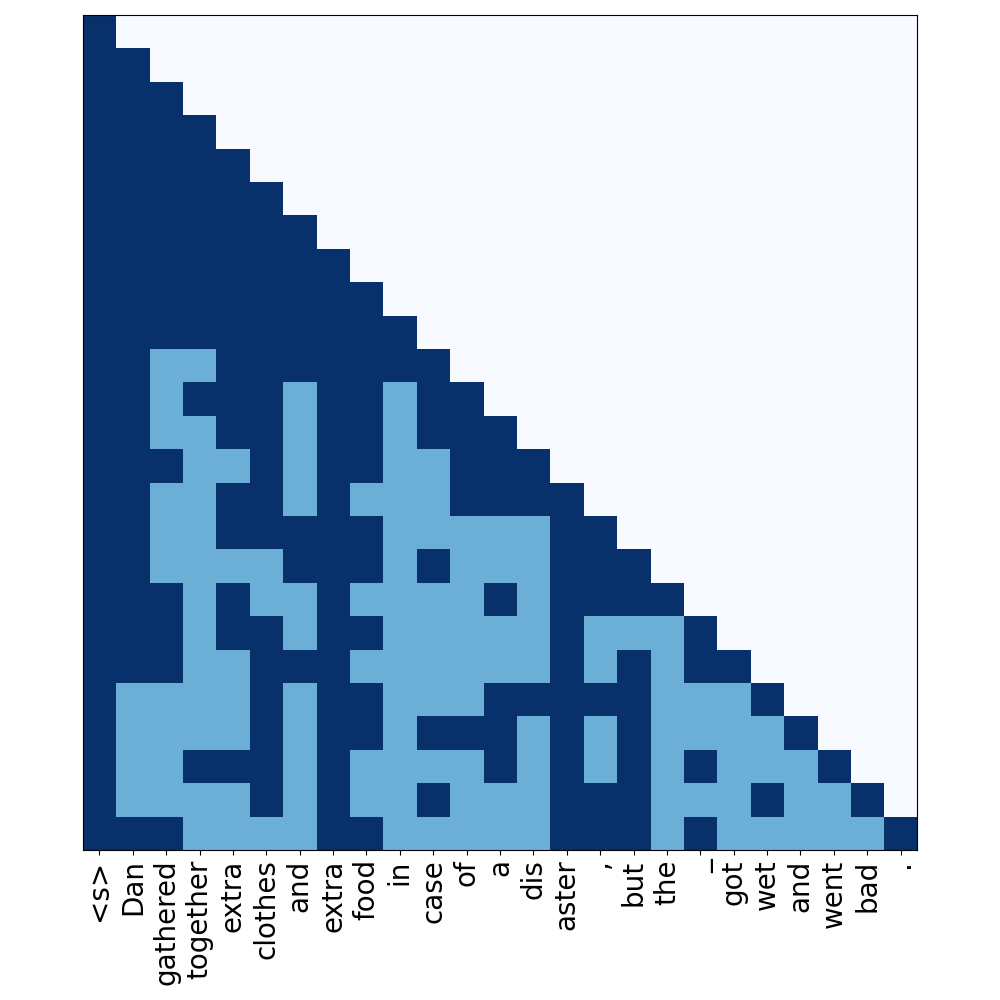 <s> Dan gathered together extra clothes and extra food in case of a dis aster , but the _ got wet and went bad .